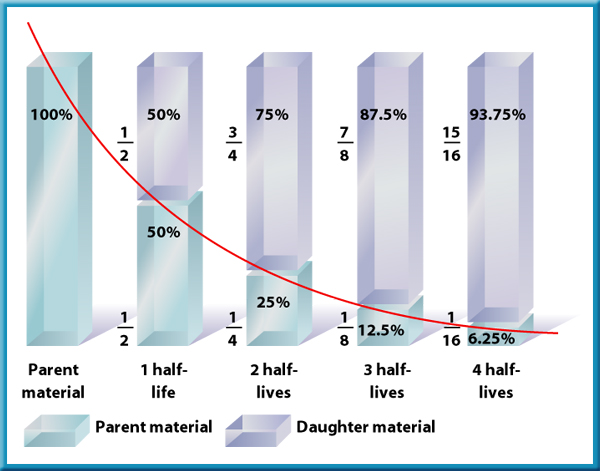 100%
50%
75%
87.5%
93.75%
1
2
3
4
7
8
15
16
50%
25%
12.5%
6.25%
1
2
1
4
1
8
1
16
Parent
material
1 half-
life
2 half-
lives
3 half-
lives
4 half-
lives
Parent material
Daughter material